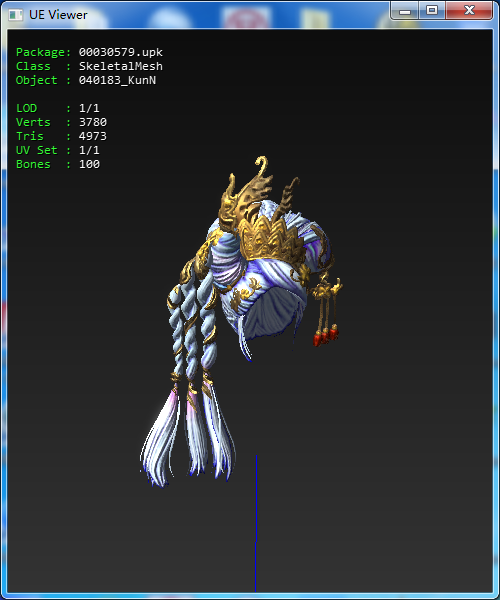 UE Viewer
Package: 00030579.upk
Class : SkeletalMesh
Object : 040183_KunN
LOD : 1/1
Verts : 3780
Tris : 4973
UV Set : 1/1
Bones : 100